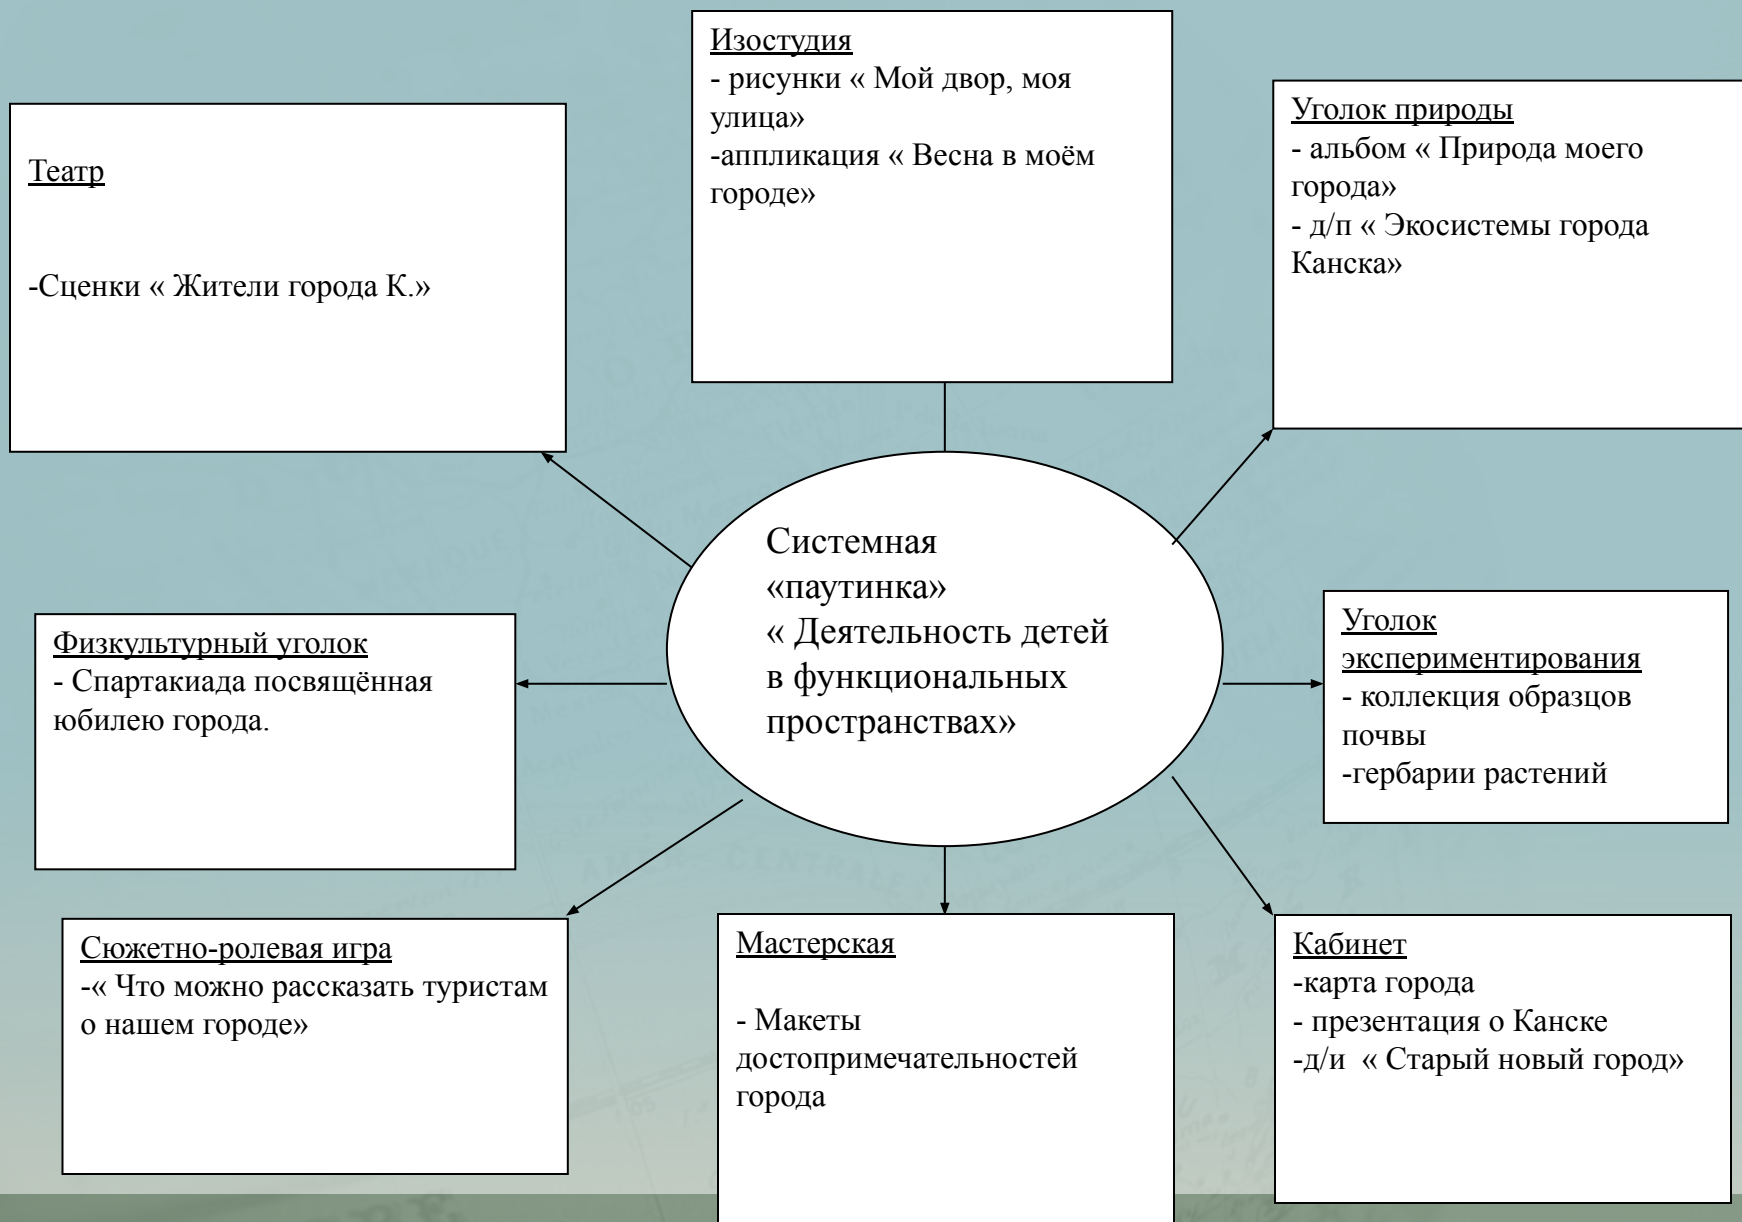 Изостудия
- рисунки « Мой двор, моя
улица»
-аппликация « Весна в моём
городе»
Уголок природы
- альбом « Природа моего
города»
- д/п « Экосистемы города
Канска»
Театр
-Сценки « Жители города К.»
Системная
«паутинка»
« Деятельность детей
в функциональных
пространствах»
Физкультурный уголок
- Спартакиада посвящённая
юбилею города.
Уголок
экспериментирования
- коллекция образцов
почвы
-гербарии растений
Сюжетно-ролевая игра
-« Что можно рассказать туристам
о нашем городе»
Мастерская
- Макеты
достопримечательностей
города
Кабинет
-карта города
- презентация о Канске
-д/и  « Старый новый город»